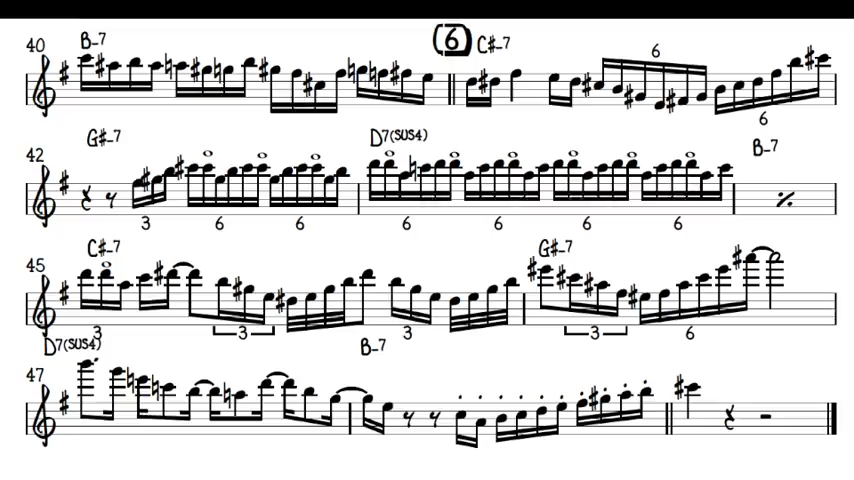 40 B-7 (6) C#-7
6
6
42 G#-7 D7(SUS4) B-7
3 6 6 6 6 6 6
45 C#-7 G#-7
3 3 3 3 6
D7(SUS4) B-7
47